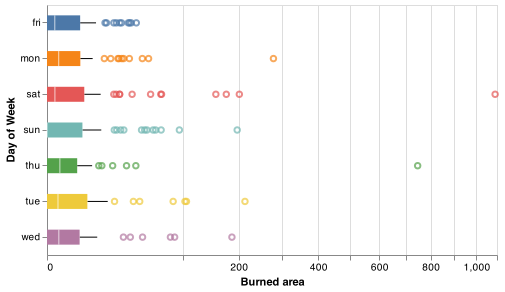 fri
mon
sat
sun
thu
tue
wed
Day of Week
0 200 400 600 800 1,000
Burned area